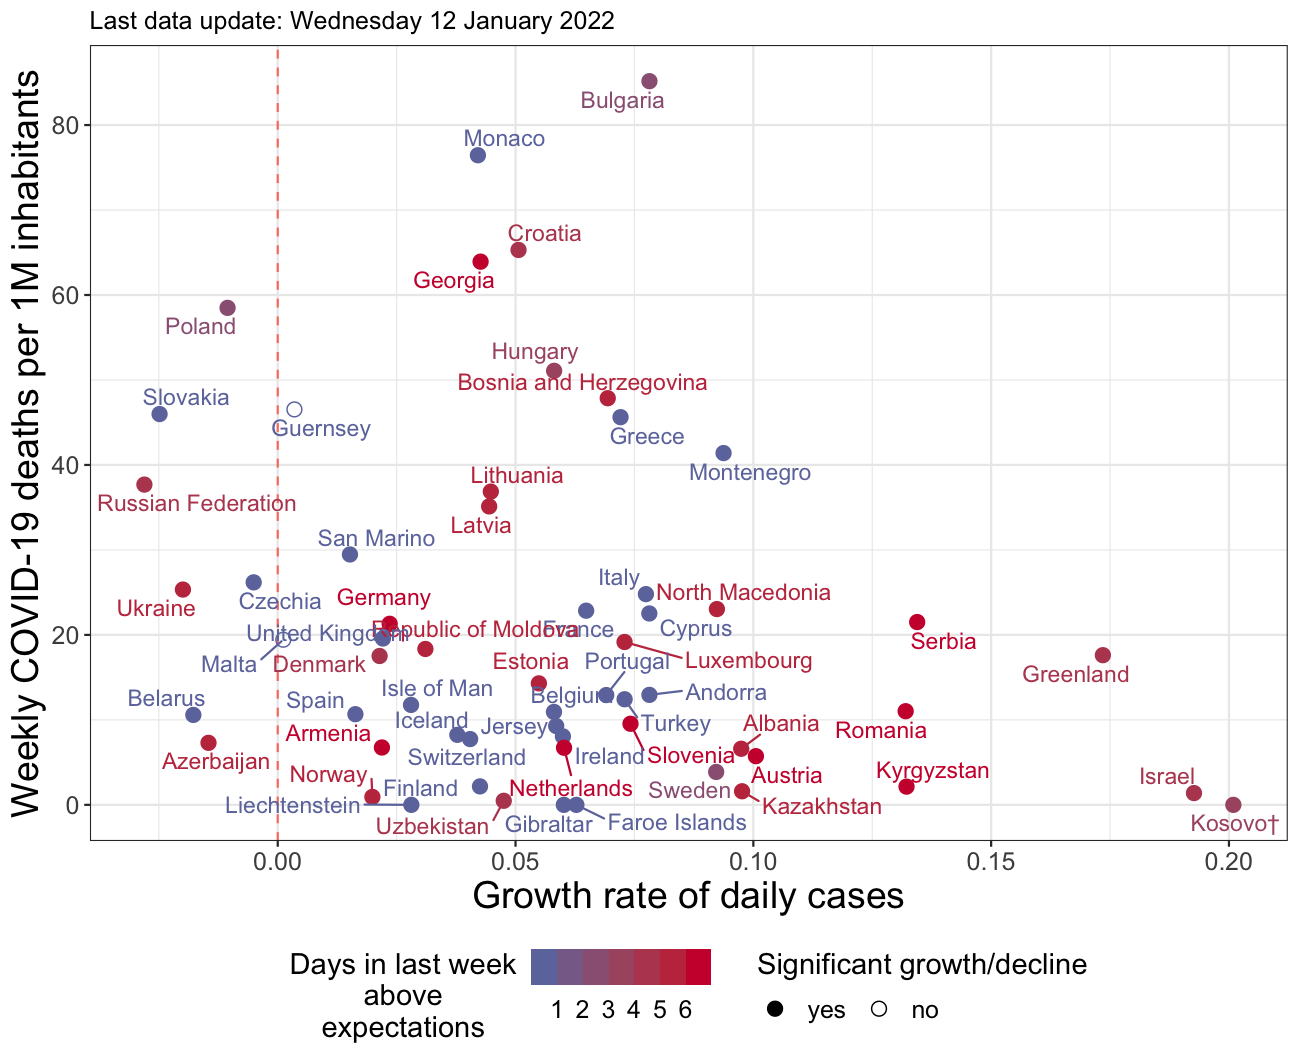 Last data update: Wednesday 12 January 2022
Weekly COVID-19 deaths per 1M inhabitants
80
60
40
20
0
Bulgaria
Monaco
Croatia
Georgia
Poland
Hungary
Bosnia and Herzegovina
Slovakia
Guernsey
Greece
Montenegro
Lithuania
Russian Federation
Latvia
San Marino
Italy
North Macedonia
Czechia
Germany
Ukraine
United Kingdom
Republic of Moldova
France
Cyprus
Serbia
Malta
Denmark
Estonia
Portugal
Luxembourg
Greenland
Belarus
Spain
Isle of Man
Belgium
Andorra
Iceland
Jersey
Turkey
Albania
Armenia
Romania
Azerbaijan
Switzerland
Ireland
Slovenia
Norway
Finland
Netherlands
Sweden
Austria
Kyrgyzstan
Israel
Liechtenstein
Kazakhstan
Uzbekistan
Gibraltar
Faroe Islands
Kosovo†
0.00
0.05
0.10
0.15
0.20
Growth rate of daily cases
Days in last week
above
expectations
1 2 3 4 5 6
Significant growth/decline
yes
no